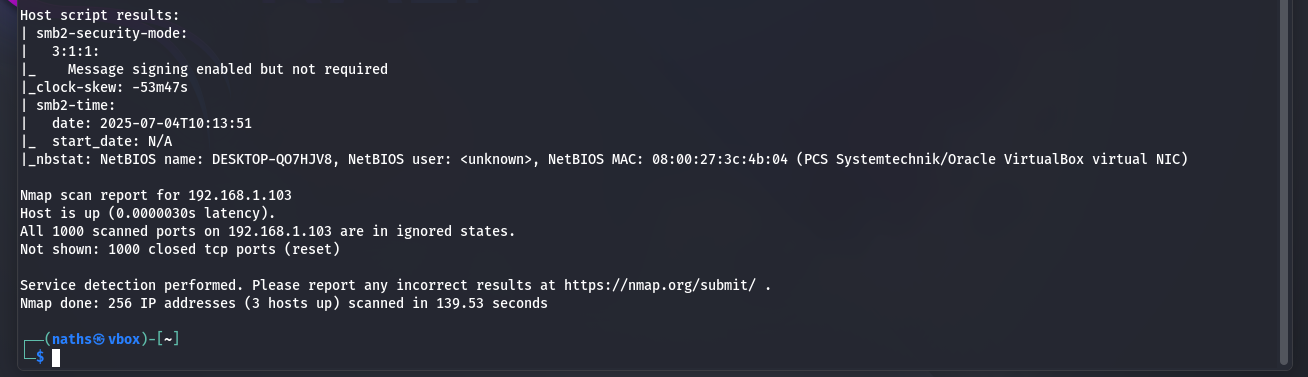 Host script results:
| smb2-security-mode:
|   3:1:1:
|_    Message signing enabled but not required
|_clock-skew: -53m47s
| smb2-time:
|   date: 2025-07-04T10:13:51
|_  start_date: N/A
|_nbstat: NetBIOS name: DESKTOP-QO7HJV8, NetBIOS user: <unknown>, NetBIOS MAC: 08:00:27:3c:4b:04 (PCS Systemtechnik/Oracle VirtualBox virtual NIC)
Nmap scan report for 192.168.1.103
Host is up (0.0000030s latency).
All 1000 scanned ports on 192.168.1.103 are in ignored states.
Not shown: 1000 closed tcp ports (reset)
Service detection performed. Please report any incorrect results at https://nmap.org/submit/ .
Nmap done: 256 IP addresses (3 hosts up) scanned in 139.53 seconds
┌──(naths㉿vbox)-[~]
└─$